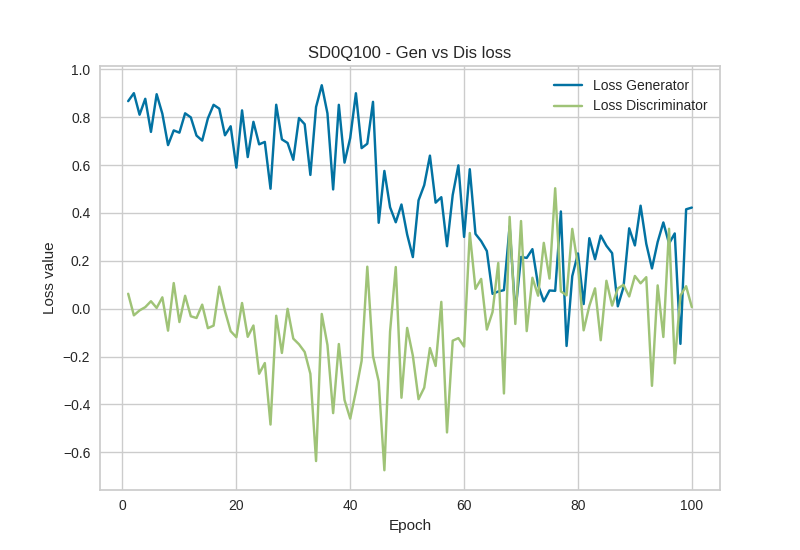 SD0Q100 - Gen vs Dis loss
Loss Generator
Loss Discriminator
Loss value
1.0
0.8
0.6
0.4
0.2
0.0
−0.2
−0.4
−0.6
0 20 40 60 80 100
Epoch